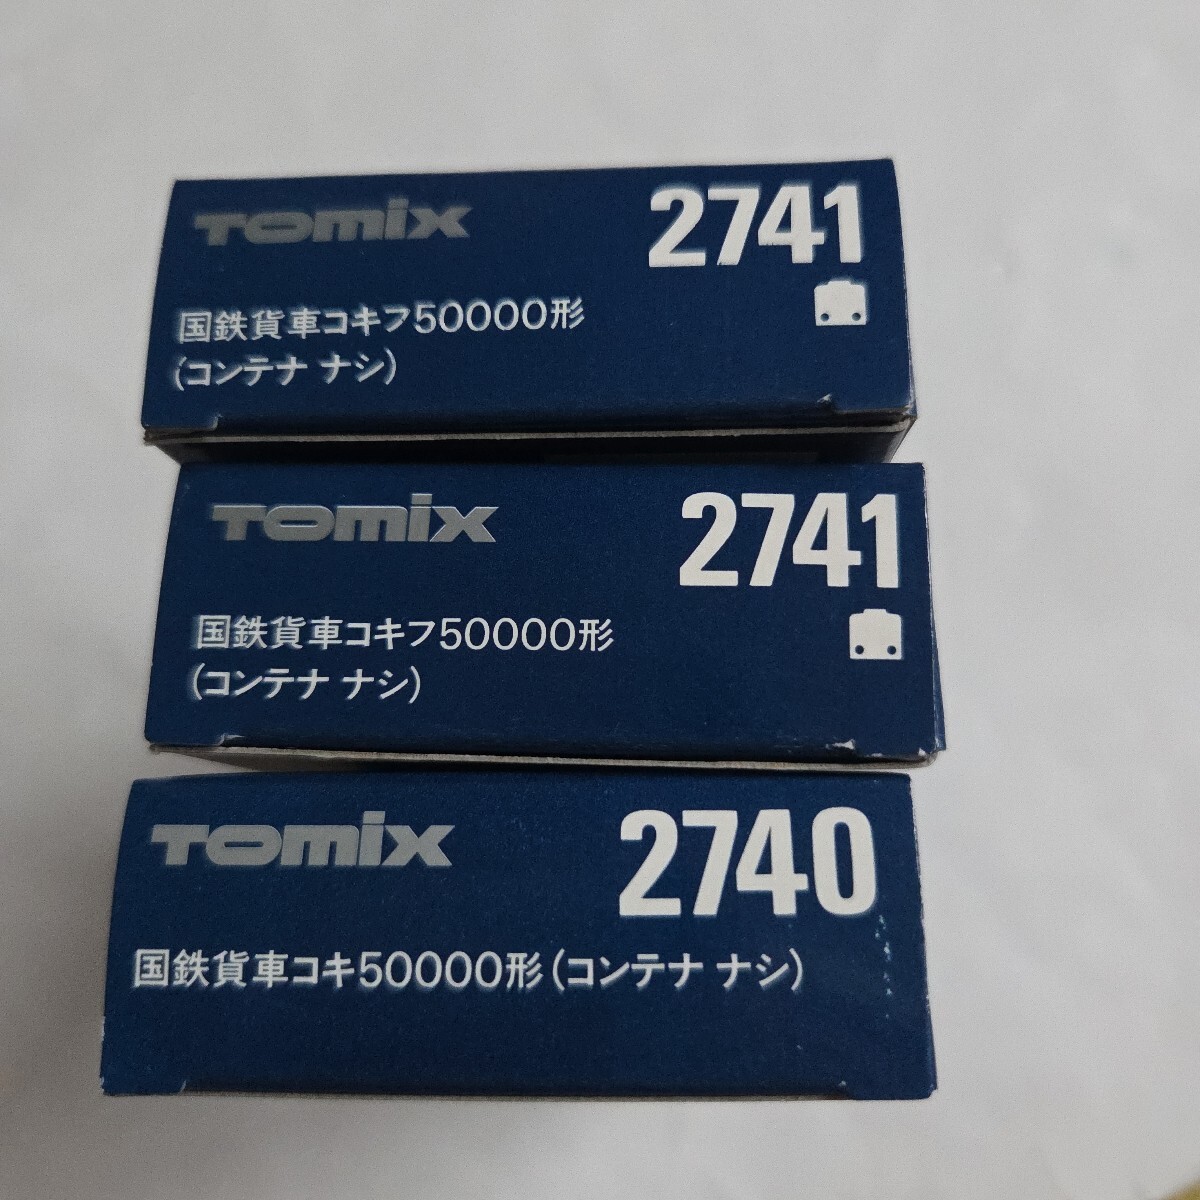 TOMIX 2741
国鉄貨車コキフ50000形
(コンテナ ナシ)
TOMIX 2741
国鉄貨車コキフ50000形
(コンテナ ナシ)
TOMIX 2740
国鉄貨車コキ50000形(コンテナ ナシ)